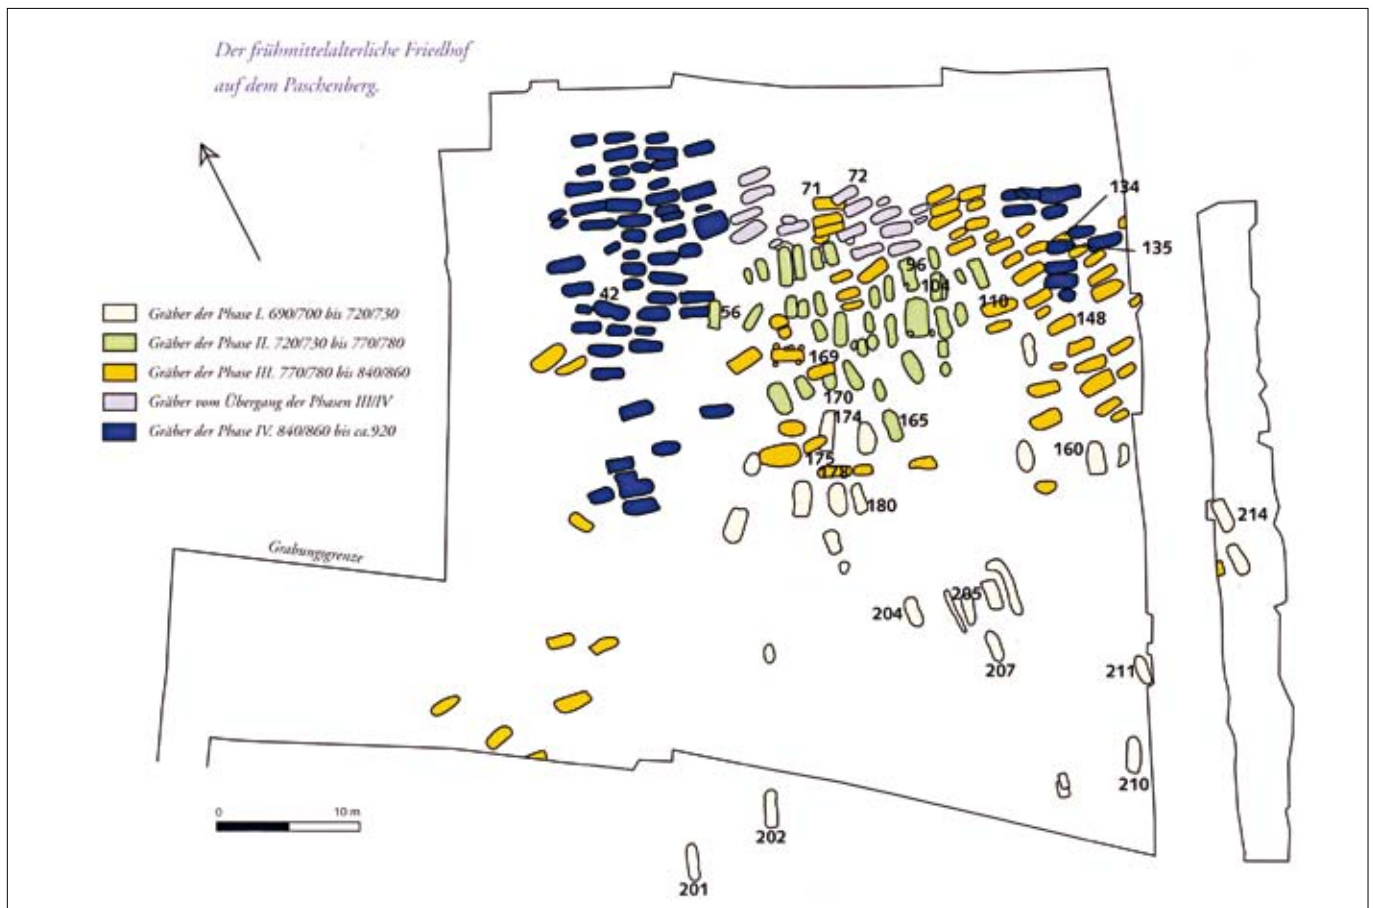 Der frühmittelalterliche Friedhof
auf dem Paschenberg.
72
71
134
135
96
104
42
56
110
148
169
170
174
165
175
160
178
180
214
205
204
207
211
210
202
201
Gräber der Phase I. 690/700 bis 720/730
Gräber der Phase II. 720/730 bis 770/780
Gräber der Phase III. 770/780 bis 840/860
Gräber vom Übergang der Phasen III/IV
Gräber der Phase IV. 840/860 bis ca.920
Grabungsgrenze
0 10 m